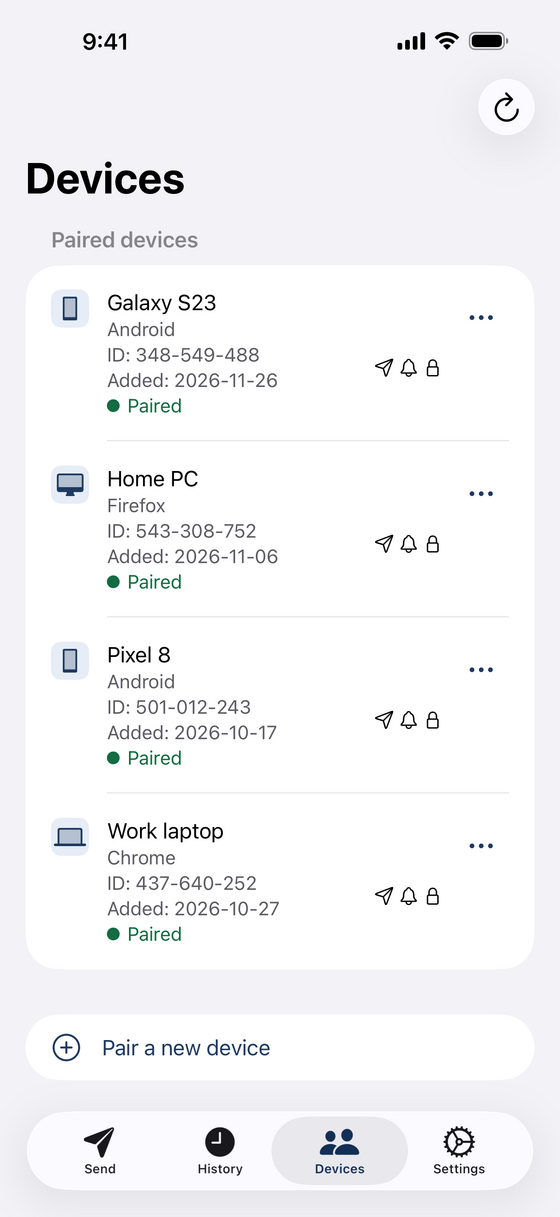 9:41
Devices
Paired devices
Galaxy S23
Android
ID: 348-549-488
Added: 2026-11-26
Paired
Home PC
Firefox
ID: 543-308-752
Added: 2026-11-06
Paired
Pixel 8
Android
ID: 501-012-243
Added: 2026-10-17
Paired
Work laptop
Chrome
ID: 437-640-252
Added: 2026-10-27
Paired
Pair a new device
Send
History
Devices
Settings